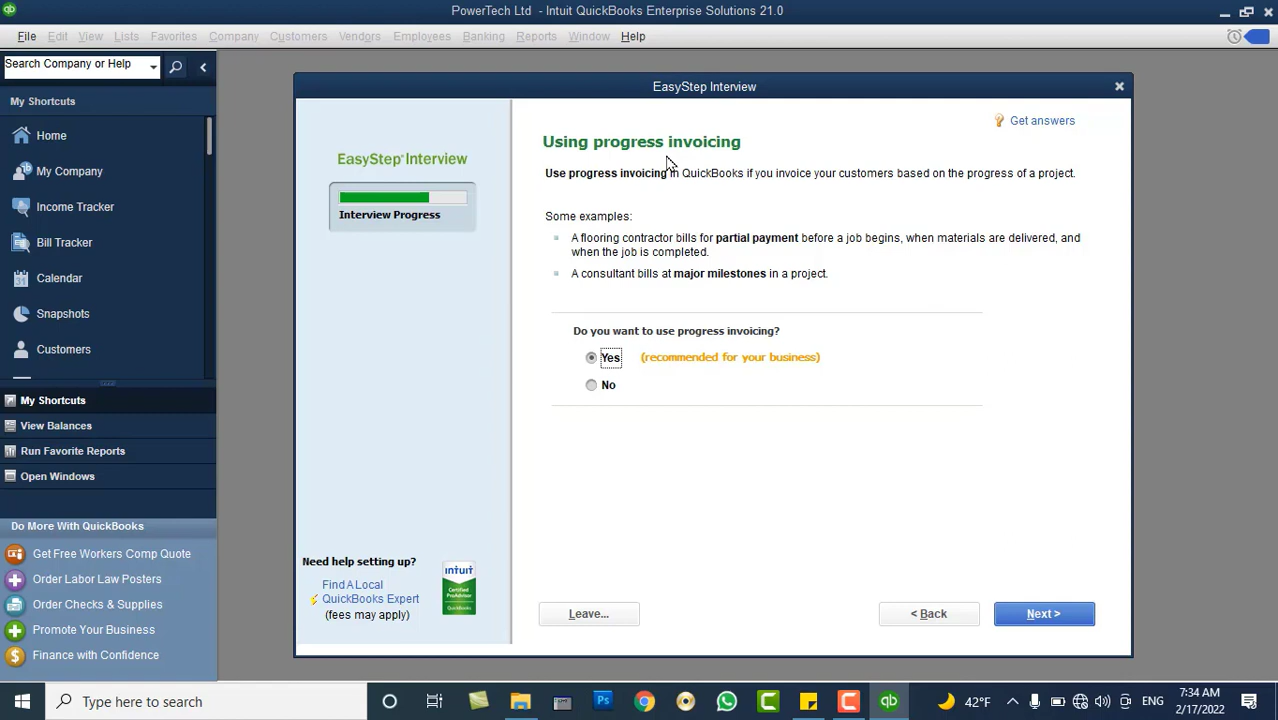 PowerTech Ltd - Intuit QuickBooks Enterprise Solutions 21.0
File Edit View Lists Favorites Company Customers Vendors Employees Banking Reports Window Help
Search Company or Help
My Shortcuts
Home
My Company
Income Tracker
Bill Tracker
Calendar
31
Snapshots
Customers
My Shortcuts
View Balances
Run Favorite Reports
Open Windows
Do More With QuickBooks
Get Free Workers Comp Quote
Order Labor Law Posters
Order Checks & Supplies
Promote Your Business
Finance with Confidence
EasyStep Interview
EasyStep® Interview
Interview Progress
Need help setting up?
Find A Local
QuickBooks Expert
(fees may apply)
intuit
Certified
ProAdvisor
QuickBooks
Get answers
Using progress invoicing
Use progress invoicing in QuickBooks if you invoice your customers based on the progress of a project.
Some examples:
A flooring contractor bills for partial payment before a job begins, when materials are delivered, and
when the job is completed.
A consultant bills at major milestones in a project.
Do you want to use progress invoicing?
Yes (recommended for your business)
No
Leave... < Back Next >
Type here to search
Ps
qb
42°F
ENG
7:34 AM
2/17/2022